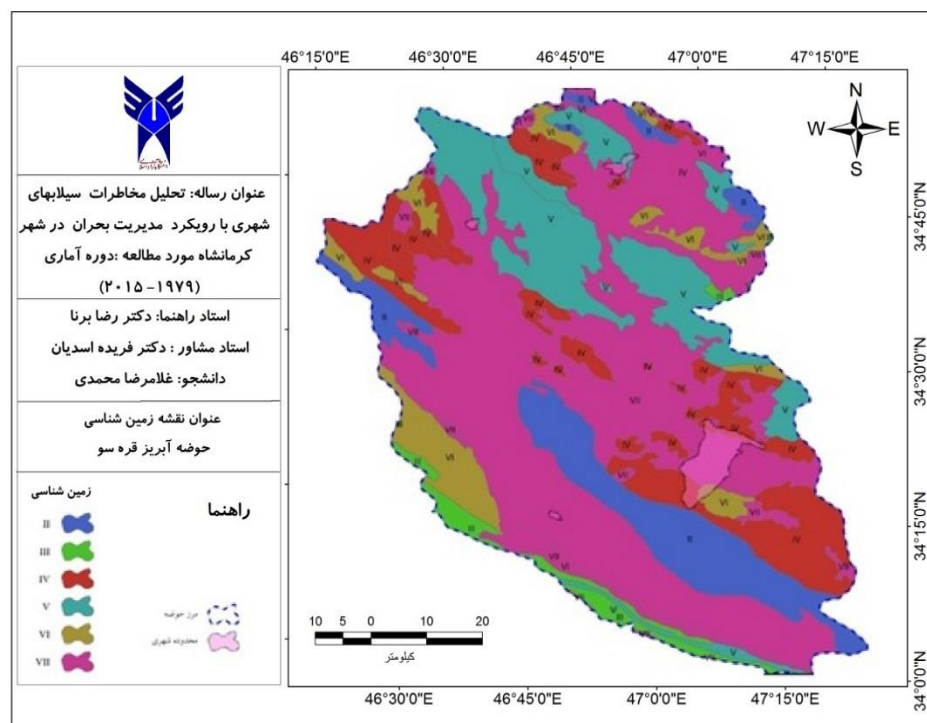 عنوان رساله: تحلیل مخاطرات سیلابهای
شهری با رویکرد مدیریت بحران در شهر
کرمانشاه مورد مطالعه :دوره آماری
(۱۹۷۹- ۲۰۱۵)
استاد راهنما: دکتر رضا برنا
استاد مشاور : دکتر فریده اسدیان
دانشجو: غلامرضا محمدی
عنوان نقشه زمین شناسی
حوضه آبریز قره سو
راهنما
زمین شناسی
II
III
IV
V
VI
VII
مرز حوضه
محدوده شهری
46°15'0"E 46°30'0"E 46°45'0"E 47°0'0"E 47°15'0"E
N
W E
S
34°45'0"N
34°30'0"N
34°15'0"N
34°0'0"N
10 5 0 10 20
کیلومتر
46°30'0"E 46°45'0"E 47°0'0"E 47°15'0"E